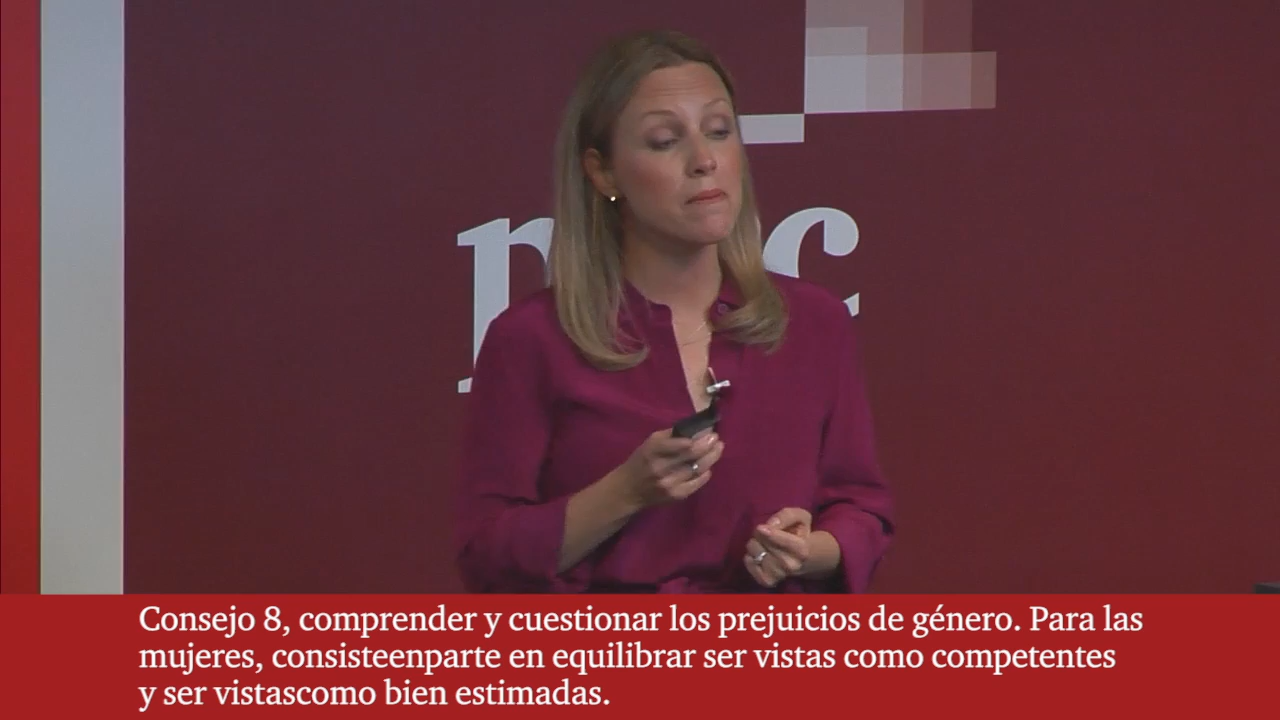 p c
Consejo 8, comprender y cuestionar los prejuicios de género. Para las
mujeres, consisteenparte en equilibrar ser vistas como competentes
y ser vistascomo bien estimadas.